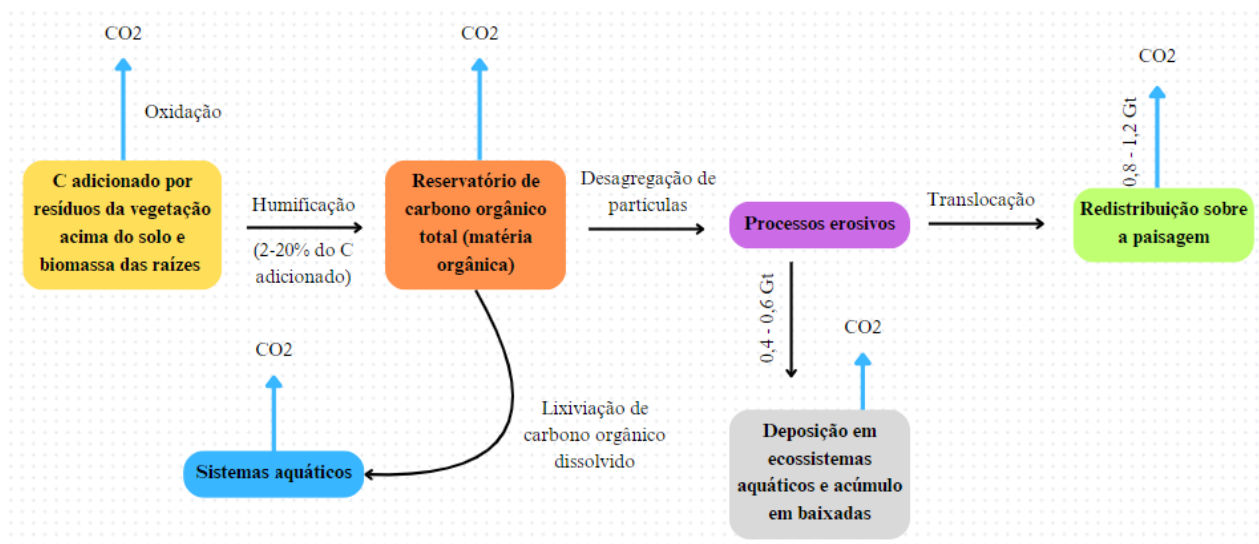 CO2
Oxidação
C adicionado por
resíduos da vegetação
acima do solo e
biomassa das raízes
Humificação
(2-20% do C
adicionado)
CO2
Reservatório de
carbono orgânico
total (matéria
orgânica)
Desagregação de
particulas
Processos erosivos
Translocação
CO2
0,8 - 1,2 Gt
Redistribuição sobre
a paisagem
0,4 - 0,6 Gt
CO2
Deposição em
ecossistemas
aquáticos e acúmulo
em baixadas
Lixiviação de
carbono orgânico
dissolvido
CO2
Sistemas aquáticos